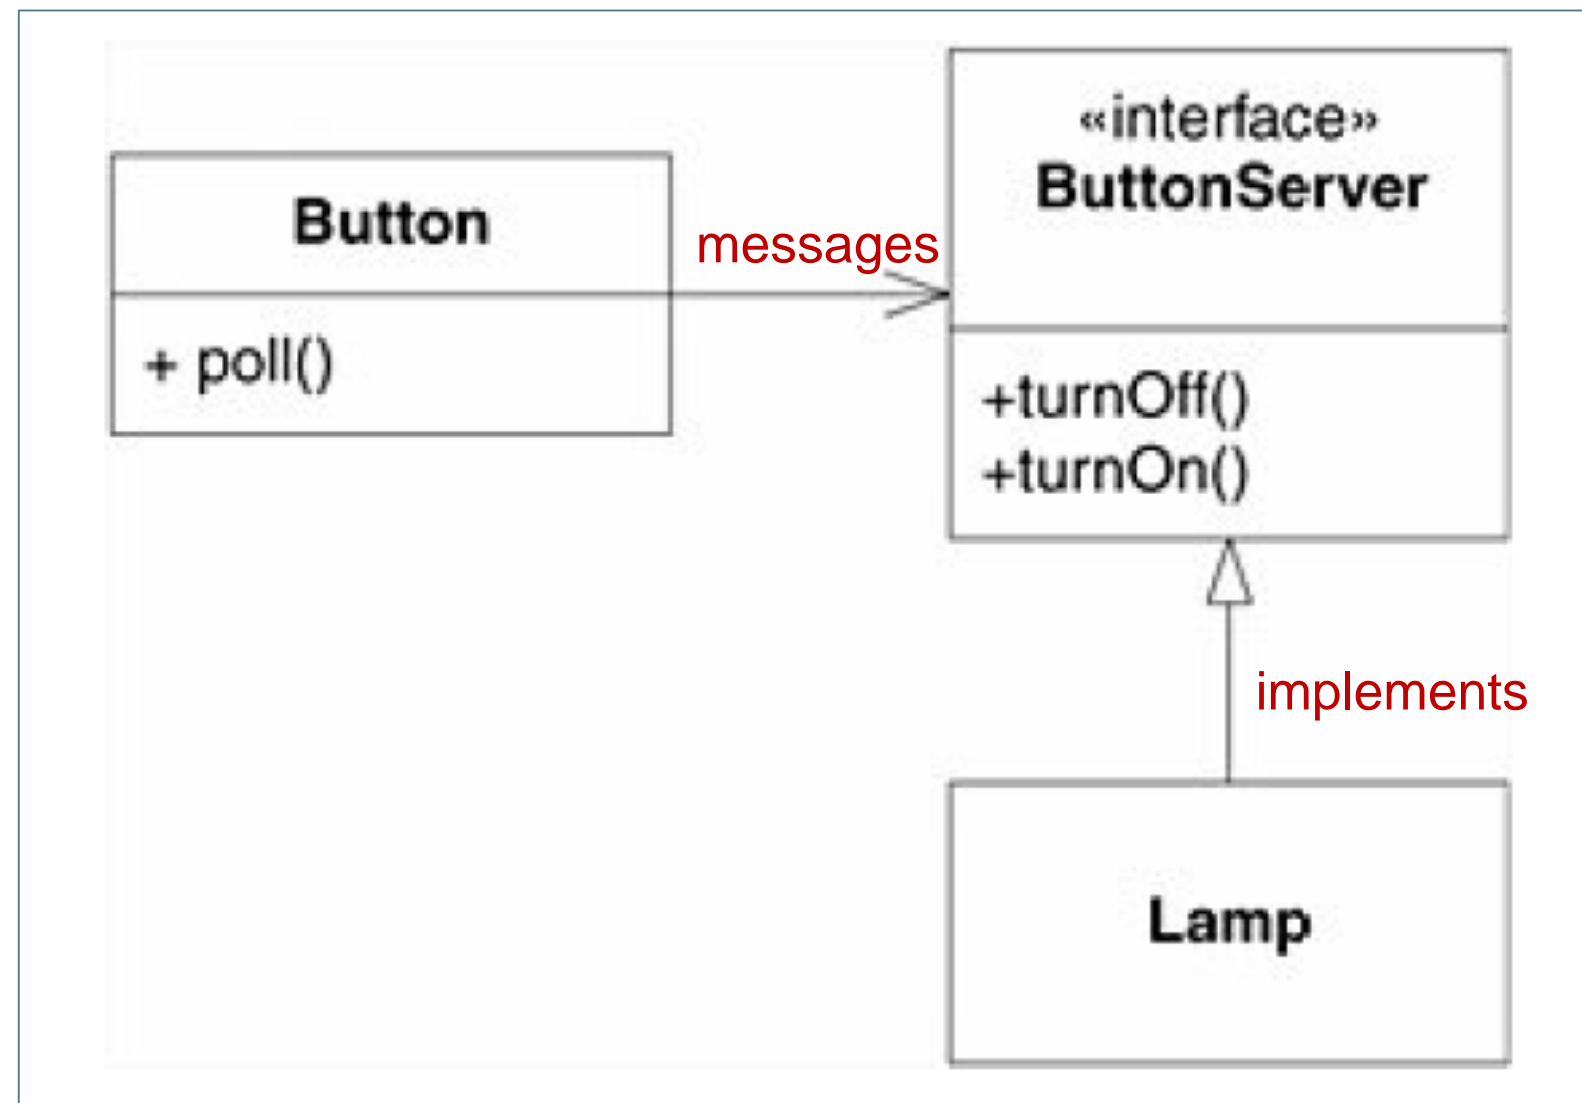 Button
+ poll()
messages
«interface»
ButtonServer
+turnOff()
+turnOn()
implements
Lamp